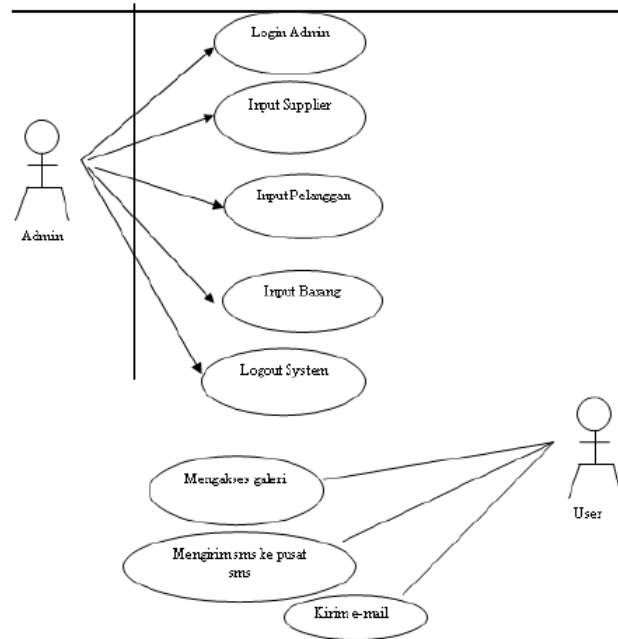 Login Admin
Input Supplier
Input Pelanggan
Admin
Input Barang
Logout System
Mengakses galeri
User
Mengirim sms ke pusat
sms
Kirim e-mail